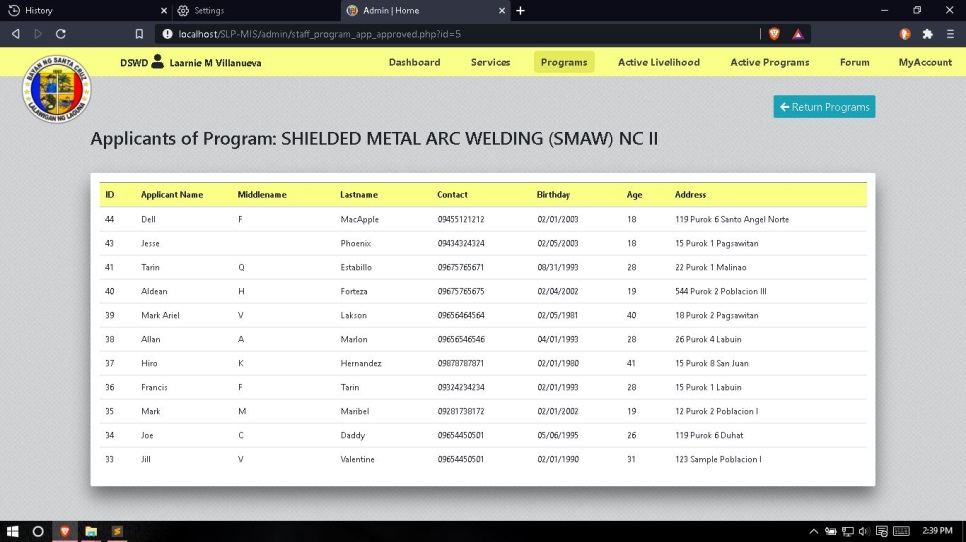 History
Settings
Admin | Home
localhost/SLP-MIS/admin/staff_program_app_approved.php?id=5
BAYAN NG SANTA CRUZ
LALAWIGAN NG LAGUNA
DSWD Laarnie M Villanueva Dashboard Services Programs Active Livelihood Active Programs Forum MyAccount
Return Programs
Applicants of Program: SHIELDED METAL ARC WELDING (SMAW) NC II
ID Applicant Name Middlename Lastname Contact Birthday Age Address
44 Dell F MacApple 09455121212 02/01/2003 18 119 Purok 6 Santo Angel Norte
43 Jesse Phoenix 09434324324 02/05/2003 18 15 Purok 1 Pagsawitan
41 Tarin Q Estabillo 09675765671 08/31/1993 28 22 Purok 1 Malinao
40 Aldean H Forteza 09675765675 02/04/2002 19 544 Purok 2 Poblacion III
39 Mark Ariel V Lakson 09656464564 02/05/1981 40 18 Purok 2 Pagsawitan
38 Allan A Marlon 09656546546 04/01/1993 28 26 Purok 4 Labuin
37 Hiro K Hernandez 09878787871 02/01/1980 41 15 Purok 8 San Juan
36 Francis F Tarin 09324234234 02/01/1993 28 15 Purok 1 Labuin
35 Mark M Maribel 09281738172 02/01/2002 19 12 Purok 2 Poblacion I
34 Joe C Daddy 09654450501 05/06/1995 26 119 Purok 6 Duhat
33 Jill V Valentine 09654450501 02/01/1990 31 123 Sample Poblacion I
2:39 PM